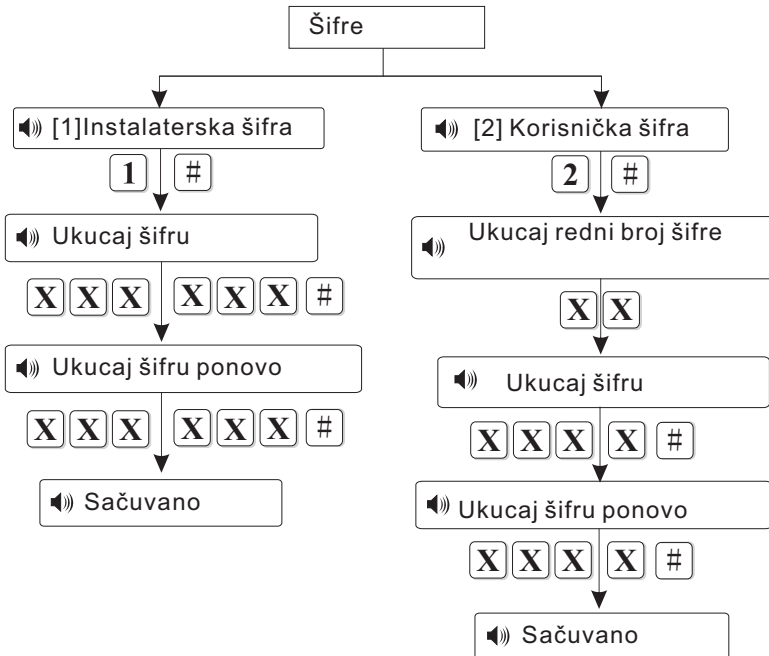 Šifre
[1]Instalaterska šifra
1 #
Ukucaj šifru
X X X X X X #
Ukucaj šifru ponovo
X X X X X X #
Sačuvano
[2] Korisnička šifra
2 #
Ukucaj redni broj šifre
X X
Ukucaj šifru
X X X X #
Ukucaj šifru ponovo
X X X X #
Sačuvano